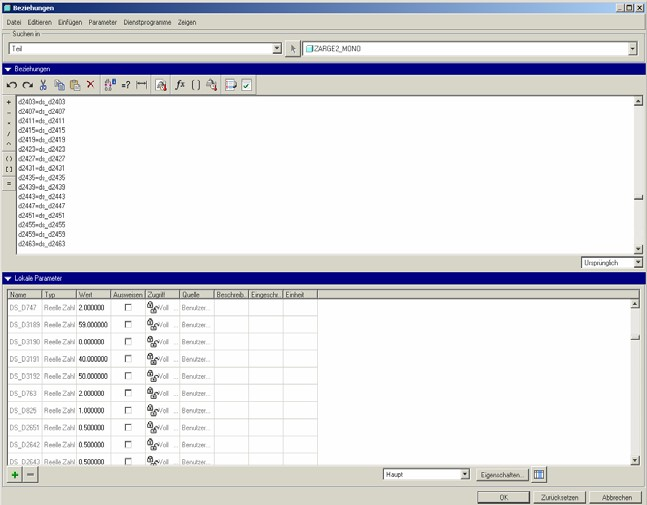 Beziehungen
Datei Editieren Einfügen Parameter Dienstprogramme Zeigen
Suchen in
Teil ZARGE2_MONO
Beziehungen
d2403=ds_d2403
d2407=ds_d2407
d2411=ds_d2411
d2415=ds_d2415
d2419=ds_d2419
d2423=ds_d2423
d2427=ds_d2427
d2431=ds_d2431
d2435=ds_d2435
d2439=ds_d2439
d2443=ds_d2443
d2447=ds_d2447
d2451=ds_d2451
d2455=ds_d2455
d2459=ds_d2459
d2463=ds_d2463
Ursprünglich
Lokale Parameter
Name Typ Wert Ausweisen Zugriff Quelle Beschreib... Eingeschr... Einheit
DS_D747 Reelle Zahl 2.000000 Voll ... Benutzer...
DS_D3189 Reelle Zahl 59.000000 Voll ... Benutzer...
DS_D3190 Reelle Zahl 0.000000 Voll ... Benutzer...
DS_D3191 Reelle Zahl 40.000000 Voll ... Benutzer...
DS_D3192 Reelle Zahl 50.000000 Voll ... Benutzer...
DS_D763 Reelle Zahl 2.000000 Voll ... Benutzer...
DS_D825 Reelle Zahl 1.000000 Voll ... Benutzer...
DS_D2651 Reelle Zahl 0.500000 Voll ... Benutzer...
DS_D2642 Reelle Zahl 0.500000 Voll ... Benutzer...
DS_D2643 Reelle Zahl 0.500000 Voll ... Benutzer...
Haupt Eigenschaften...
OK Zurücksetzen Abbrechen